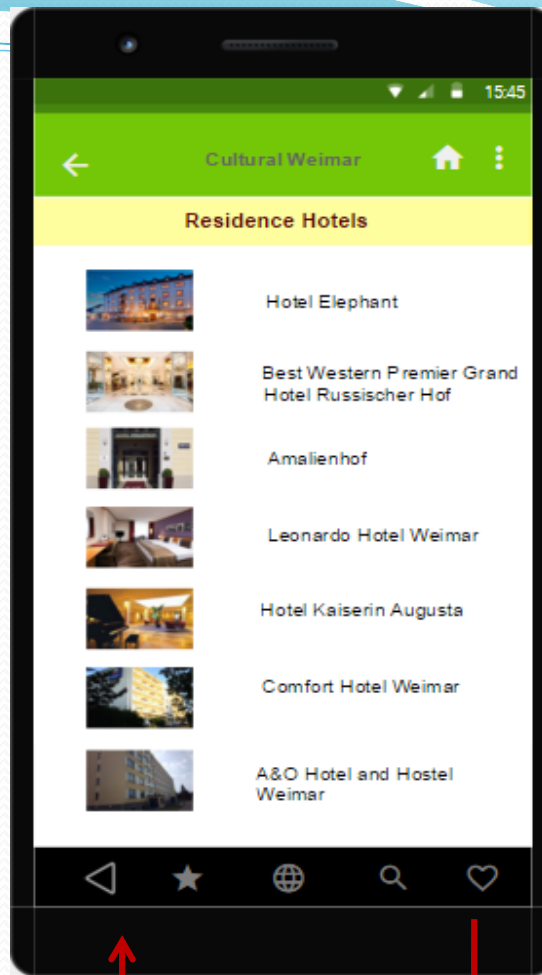 15:45
Cultural Weimar
Residence Hotels
Hotel Elephant
Best Western Premier Grand
Hotel Russischer Hof
Amalienhof
Leonardo Hotel Weimar
Hotel Kaiserin Augusta
Comfort Hotel Weimar
A&O Hotel and Hostel
Weimar